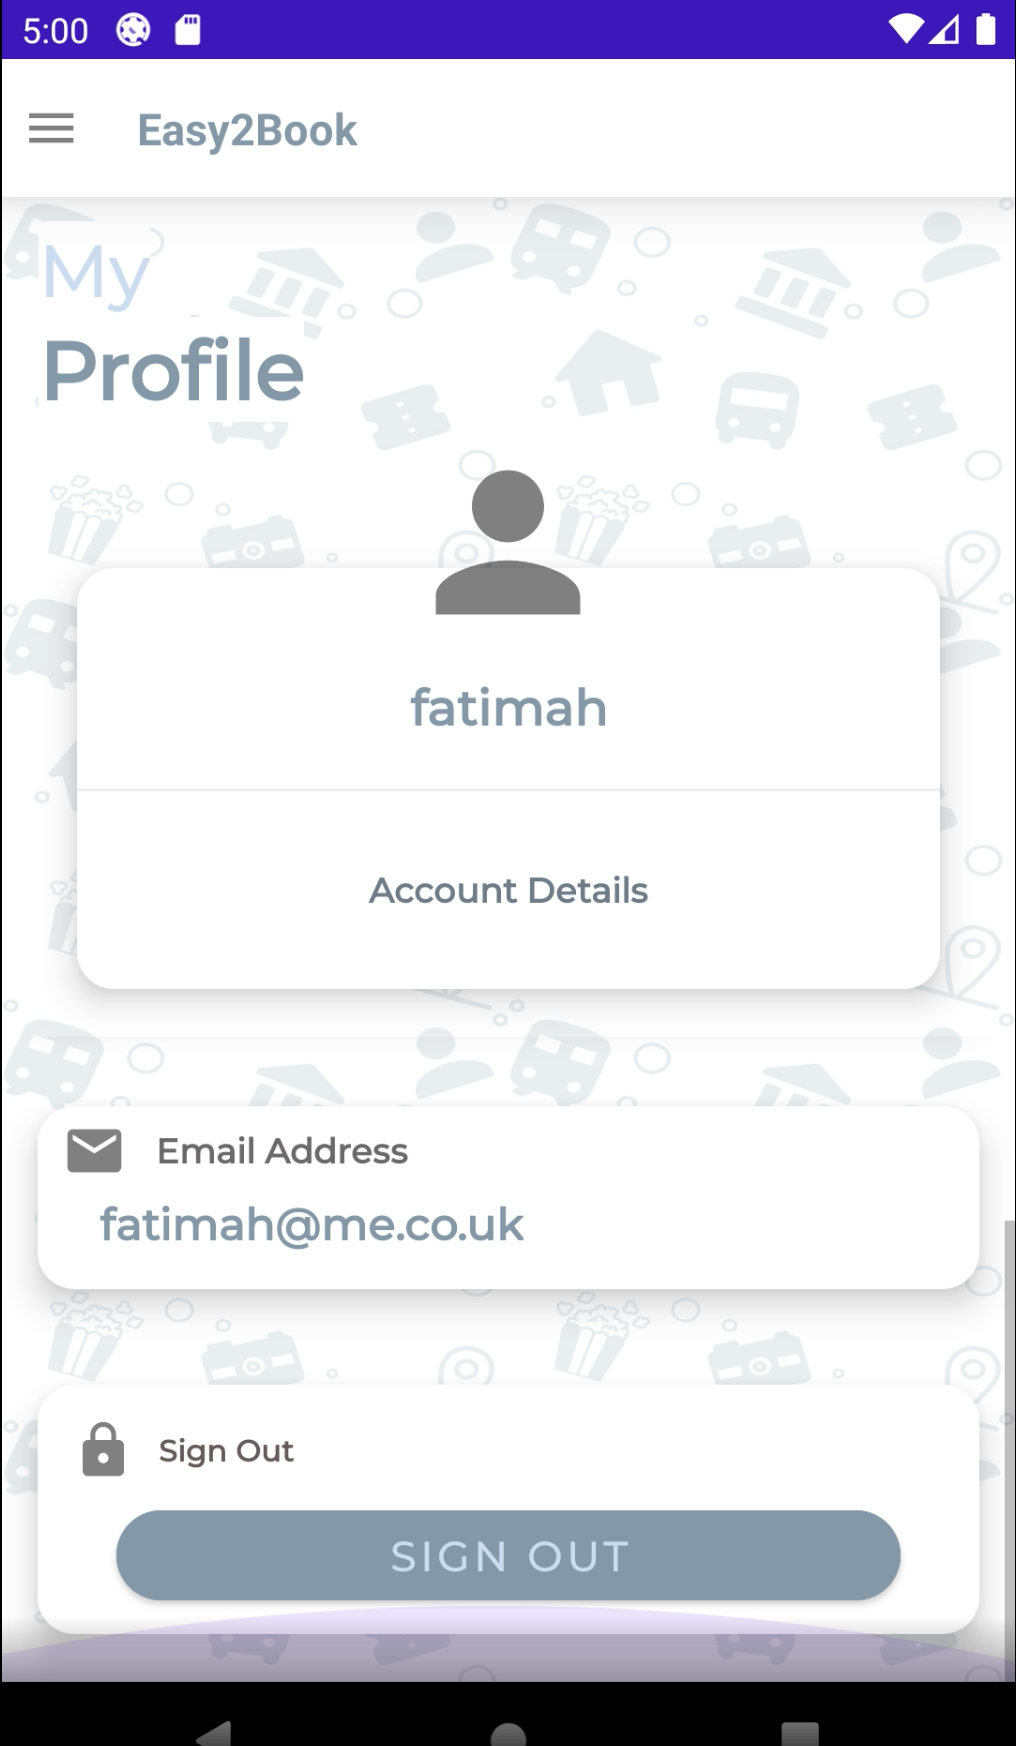 5:00
Easy2Book
My
Profile
fatimah
Account Details
Email Address
fatimah@me.co.uk
Sign Out
SIGN OUT